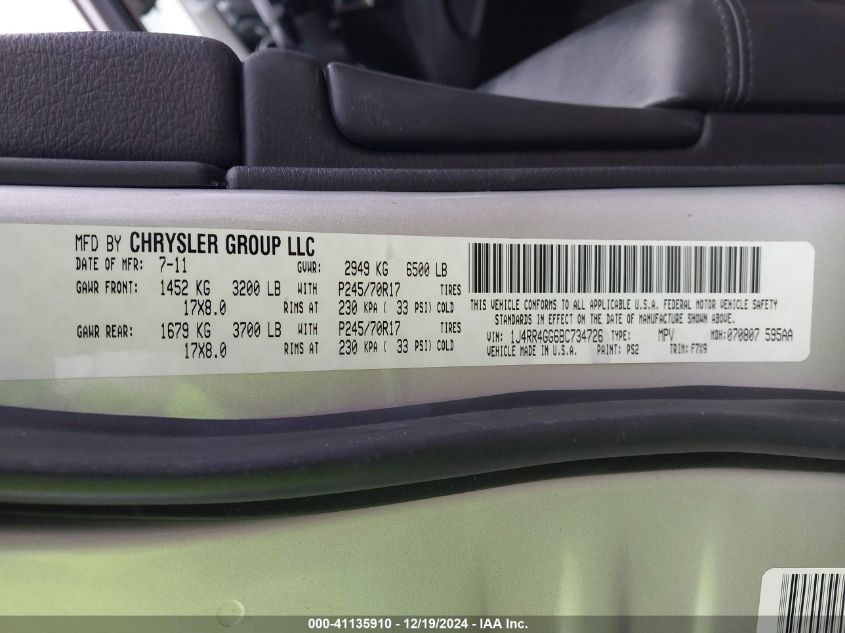 MFD BY CHRYSLER GROUP LLC
DATE OF MFR: 7-11 GVWR: 2949 KG 6500 LB
GAWR FRONT: 1452 KG 3200 LB WITH P245/70R17 TIRES
17X8.0 RIMS AT 230 KPA ( 33 PSI) COLD
GAWR REAR: 1679 KG 3700 LB WITH P245/70R17 TIRES
17X8.0 RIMS AT 230 KPA ( 33 PSI) COLD
THIS VEHICLE CONFORMS TO ALL APPLICABLE U.S.A. FEDERAL MOTOR VEHICLE SAFETY
STANDARDS IN EFFECT ON THE DATE OF MANUFACTURE SHOWN ABOVE.
VIN: 1J4RR4GG6BC734726 TYPE: MPV MDH: 070807 595AA
VEHICLE MADE IN U.S.A. PAINT: PS2 TRIM: F7X9
000-41135910 - 12/19/2024 - IAA Inc.